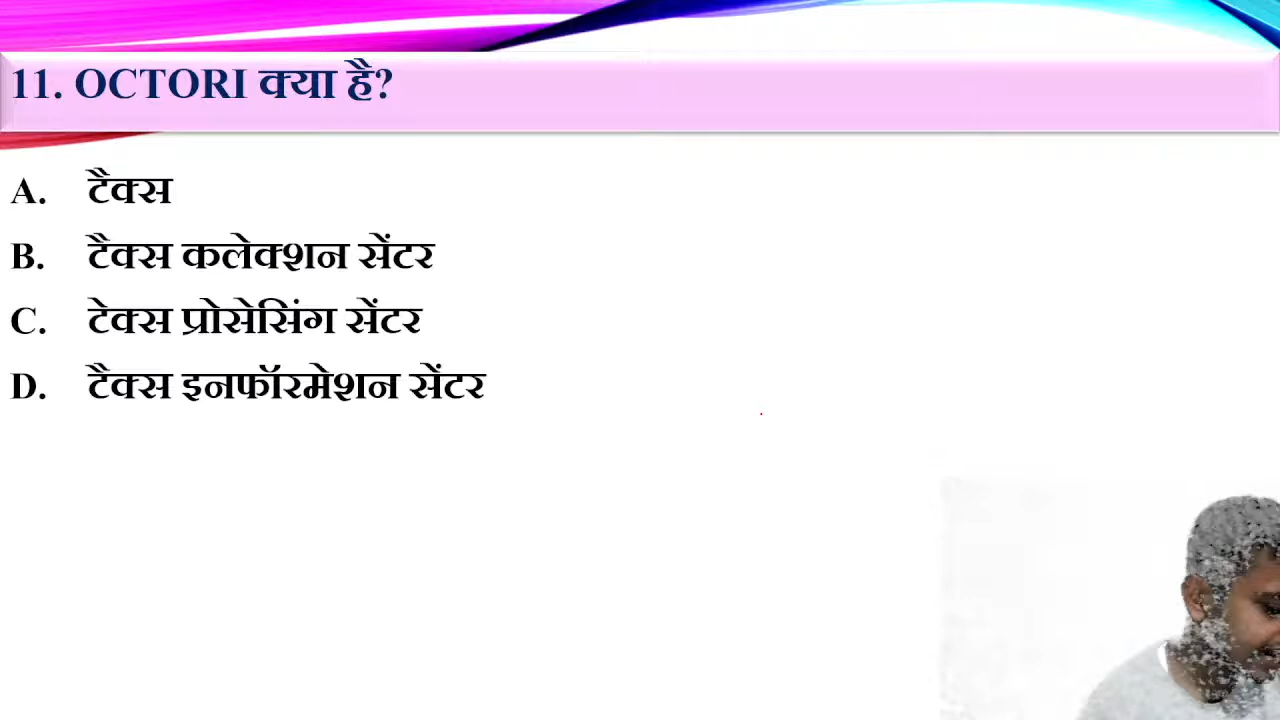 11. OCTORI क्या है?
A. टैक्स
B. टैक्स कलेक्शन सेंटर
C. टेक्स प्रोसेसिंग सेंटर
D. टैक्स इनफॉरमेशन सेंटर